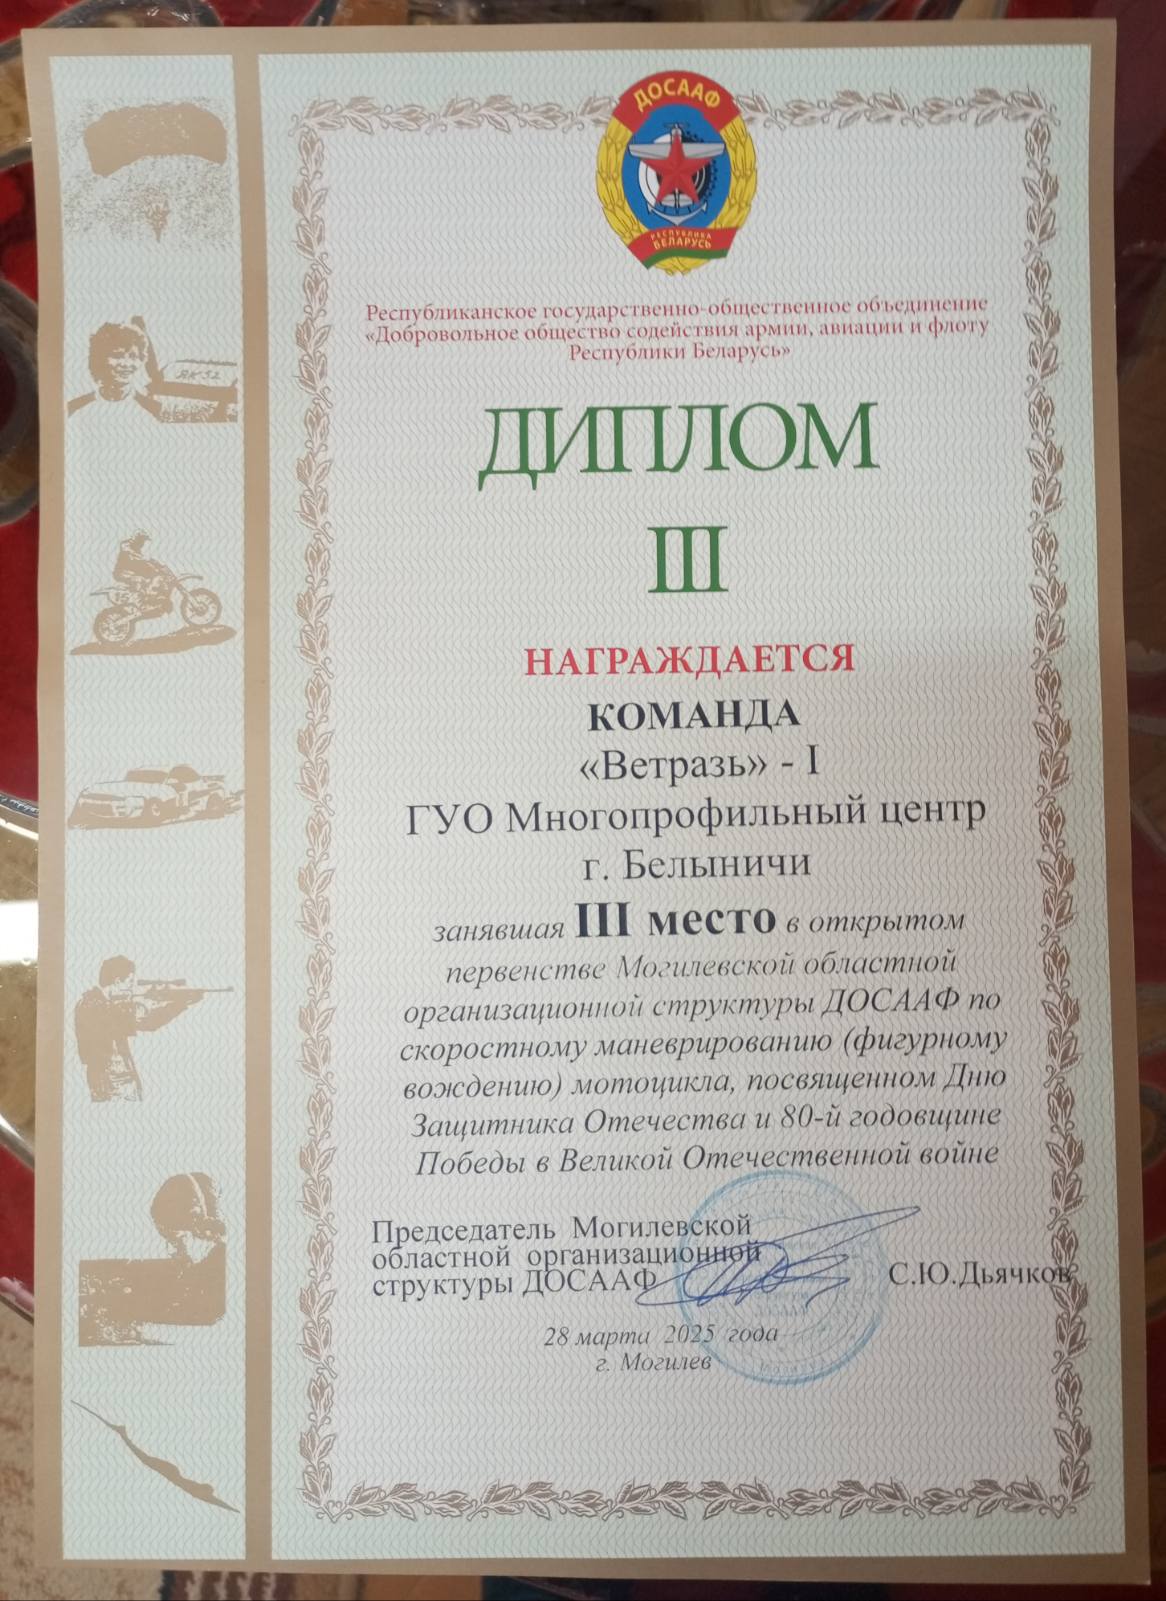 ДОСААФ
РЕСПУБЛИКА
БЕЛАРУСЬ
Республиканское государственно-общественное объединение
«Добровольное общество содействия армии, авиации и флоту
Республики Беларусь»
ДИПЛОМ
III
НАГРАЖДАЕТСЯ
КОМАНДА
«Ветразь» - I
ГУО Многопрофильный центр
г. Белыничи
занявшая III место в открытом
первенстве Могилевской областной
организационной структуры ДОСААФ по
скоростному маневрированию (фигурному
вождению) мотоцикла, посвященном Дню
Защитника Отечества и 80-й годовщине
Победы в Великой Отечественной войне
Председатель Могилевской
областной организационной
структуры ДОСААФ
С.Ю.Дьячков
28 марта 2025 года
г. Могилев
ЯК 52
ДОСААФ